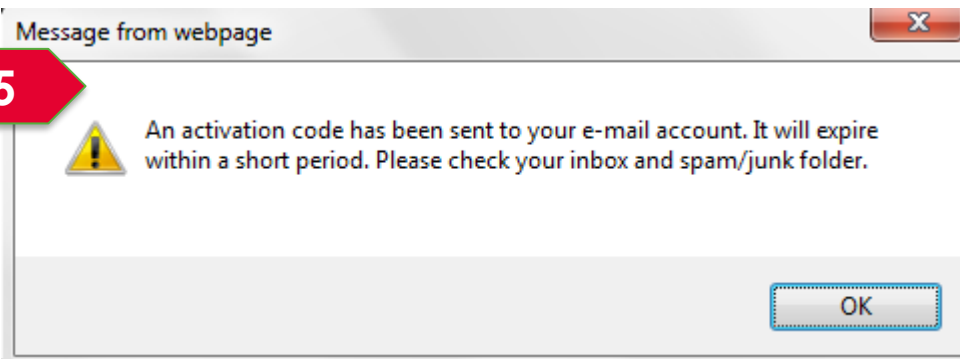 Message from webpage
5
An activation code has been sent to your e-mail account. It will expire
within a short period. Please check your inbox and spam/junk folder.
OK